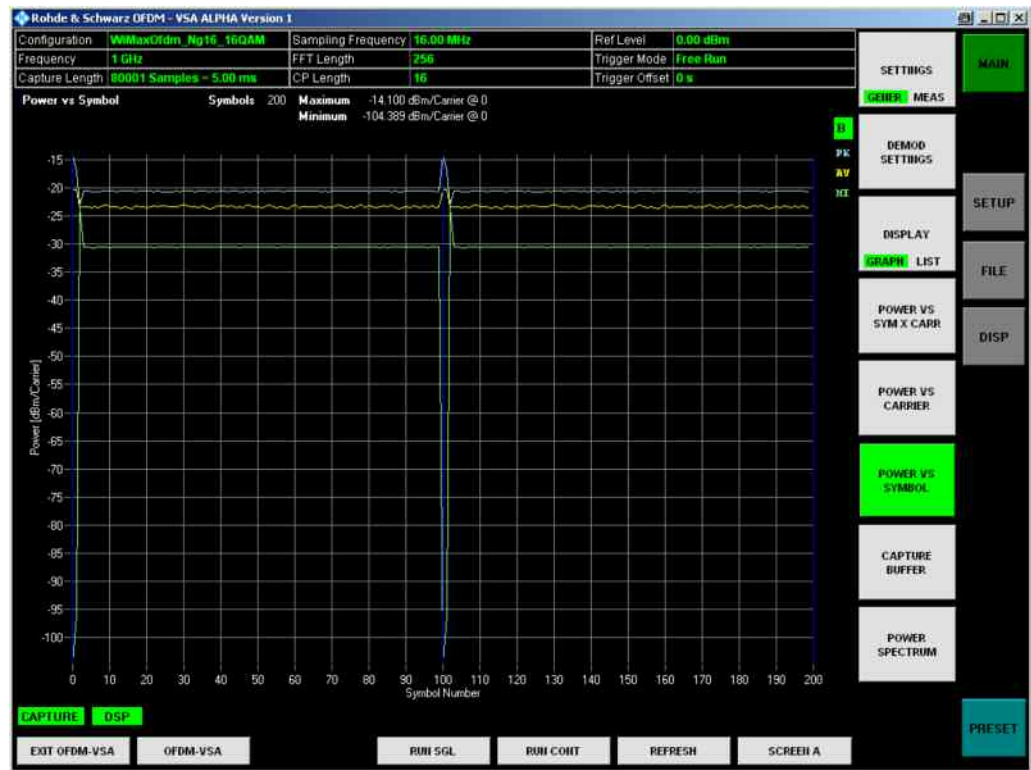 Rohde & Schwarz OFDM - VSA ALPHA Version 1
Configuration WiMaxOfdm_Ng16_16QAM Sampling Frequency 16.00 MHz Ref Level 0.00 dBm
Frequency 1 GHz FFT Length 256 Trigger Mode Free Run
Capture Length 80001 Samples = 5.00 ms CP Length 16 Trigger Offset 0 s
Power vs Symbol Symbols 200 Maximum -14.100 dBm/Carrier @ 0
Minimum -104.389 dBm/Carrier @ 0
B
PK
AV
MI
-15
-20
-25
-30
-35
-40
-45
-50
-55
-60
-65
-70
-75
-80
-85
-90
-95
-100
Power [dBm/Carrier]
0 10 20 30 40 50 60 70 80 90 100 110 120 130 140 150 160 170 180 190 200
Symbol Number
SETTINGS
GENER MEAS
DEMOD
SETTINGS
DISPLAY
GRAPH LIST
POWER VS
SYM X CARR
POWER VS
CARRIER
POWER VS
SYMBOL
CAPTURE
BUFFER
POWER
SPECTRUM
MAIN
SETUP
FILE
DISP
PRESET
CAPTURE DSP
EXIT OFDM-VSA OFDM-VSA RUN SGL RUN CONT REFRESH SCREEN A